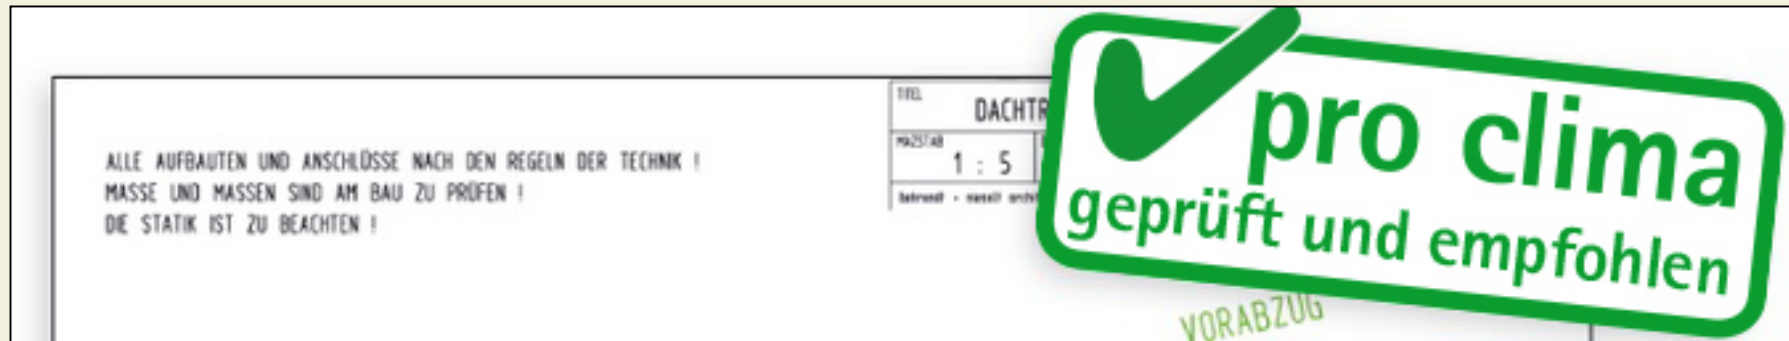 ALLE AUFBAUTEN UND ANSCHLÜSSE NACH DEN REGELN DER TECHNIK !
MASSE UND MASSEN SIND AM BAU ZU PRÜFEN !
DIE STATIK IST ZU BEACHTEN !
TITEL
DACHTR
MAZSTAB
1 : 5
pro clima
geprüft und empfohlen
VORABZUG